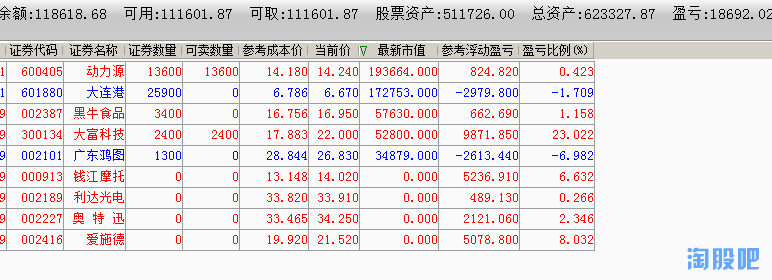 余额:118618.68 可用:111601.87 可取:111601.87 股票资产:511726.00 总资产:623327.87 盈亏:18692.02
证券代码 证券名称 证券数量 可卖数量 参考成本价 当前价 最新市值 参考浮动盈亏 盈亏比例(%)
1 600405 动力源 13600 13600 14.180 14.240 193664.000 824.820 0.423
1 601880 大连港 25900 0 6.786 6.670 172753.000 -2979.800 -1.709
9 002387 黑牛食品 3400 0 16.756 16.950 57630.000 662.690 1.158
9 300134 大富科技 2400 2400 17.883 22.000 52800.000 9871.850 23.022
9 002101 广东鸿图 1300 0 28.844 26.830 34879.000 -2613.440 -6.982
9 000913 钱江摩托 0 0 13.148 14.020 0.000 5236.910 6.632
9 002189 利达光电 0 0 33.820 33.910 0.000 489.130 0.266
9 002227 奥特迅 0 0 33.465 34.250 0.000 2121.060 2.346
9 002416 爱施德 0 0 19.920 21.520 0.000 5078.800 8.032
淘股吧